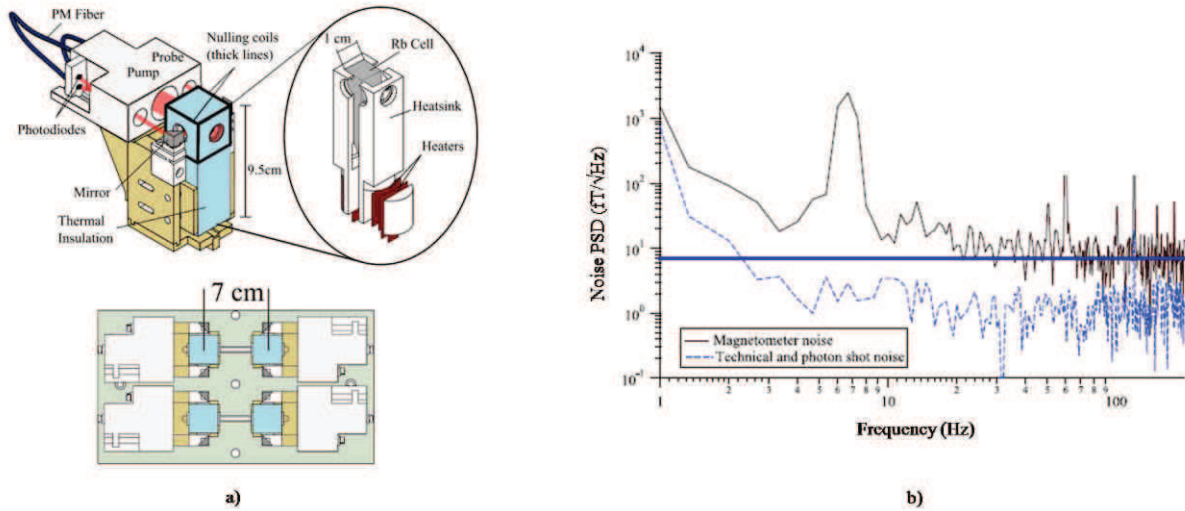 PM Fiber
Nulling coils
(thick lines)
Probe
Pump
Photodiodes
Mirror
Thermal
Insulation
9.5cm
1 cm
Rb Cell
Heatsink
Heaters
7 cm
a)
Noise PSD (fT/√Hz)
10⁴
10³
10²
10¹
10⁰
10⁻¹
Magnetometer noise
Technical and photon shot noise
1 2 3 4 5 6 7 8 9 10 2 3 4 5 6 7 8 9 100
Frequency (Hz)
b)